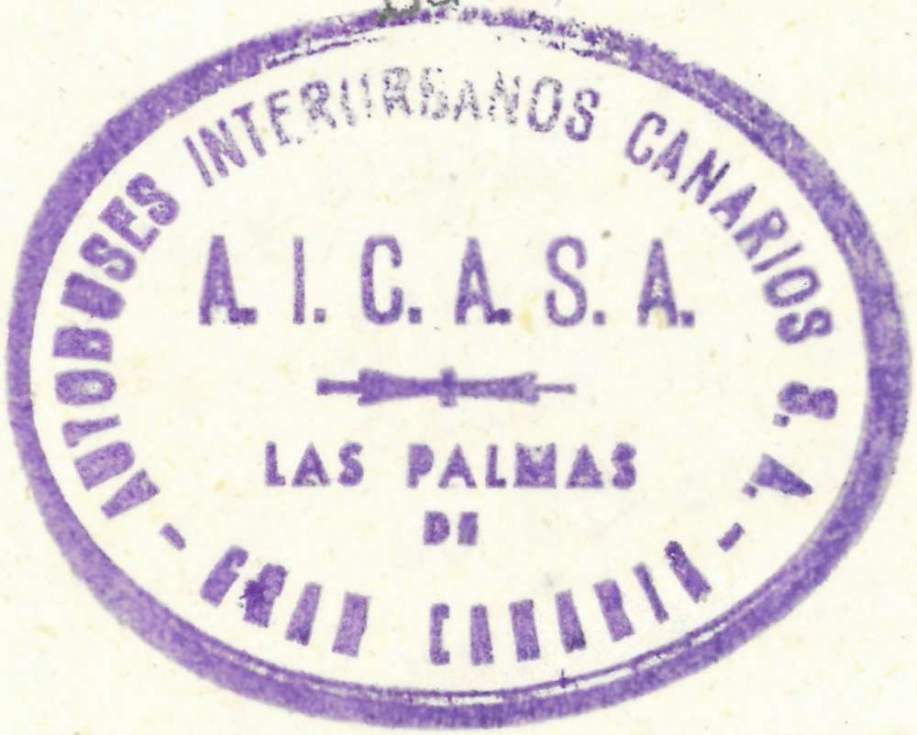 AUTOBUSES INTERURBANOS CANARIOS S. A.
A. I. C. A. S. A.
LAS PALMAS
DE
- GRAN CANARIA -